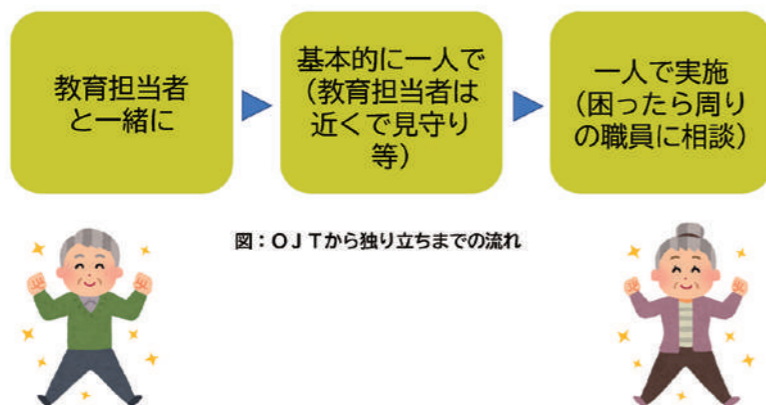 教育担当者
と一緒に
基本的に一人で
（教育担当者は
近くで見守り
等）
一人で実施
（困ったら周り
の職員に相談）
図：ＯＪＴから独り立ちまでの流れ